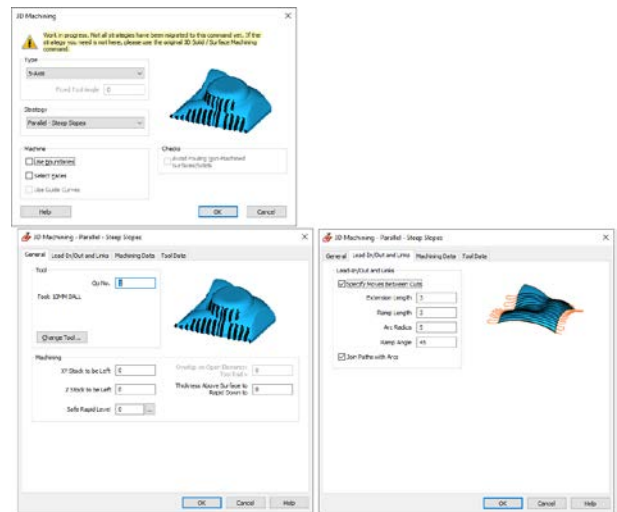 3D Machining
Work in progress. Not all strategies have been migrated to this command yet. If the
strategy you need is not here, please use the original 3D Solid / Surface Machining
command.
Type
Fixed Tool Angle 0
Strategy
Parallel - Steep Slopes
Machine
Use Boundaries
Select Faces
Use Guide Curves
Checks
Avoid
Surfaces/Solids
Help
OK
Cancel
3D Machining - Parallel - Steep Slopes
General
Lead In/Out and Links
Machining Data
Tool Data
Tool
Op No.
Tool: 10MM BALL
Change Tool...
Machining
XY Stock to be Left 0
Z Stock to be Left 0
Safe Rapid Level 0
Thickness Above Surface to
Rapid Down to
OK
Cancel
Help
3D Machining - Parallel - Steep Slopes
General
Lead In/Out and Links
Machining Data
Tool Data
Lead-In/Out and Links
Specify Moves Between Cuts
Extension Length
Ramp Length
Arc Radius
Ramp Angle 45
Join Paths with Arcs
OK
Cancel
Help